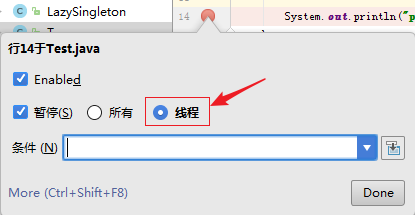 LazySingleton
14 System.out.println("p
行14于Test.java
Enabled
暂停(S) 所有 线程
条件 (N)
More (Ctrl+Shift+F8) Done